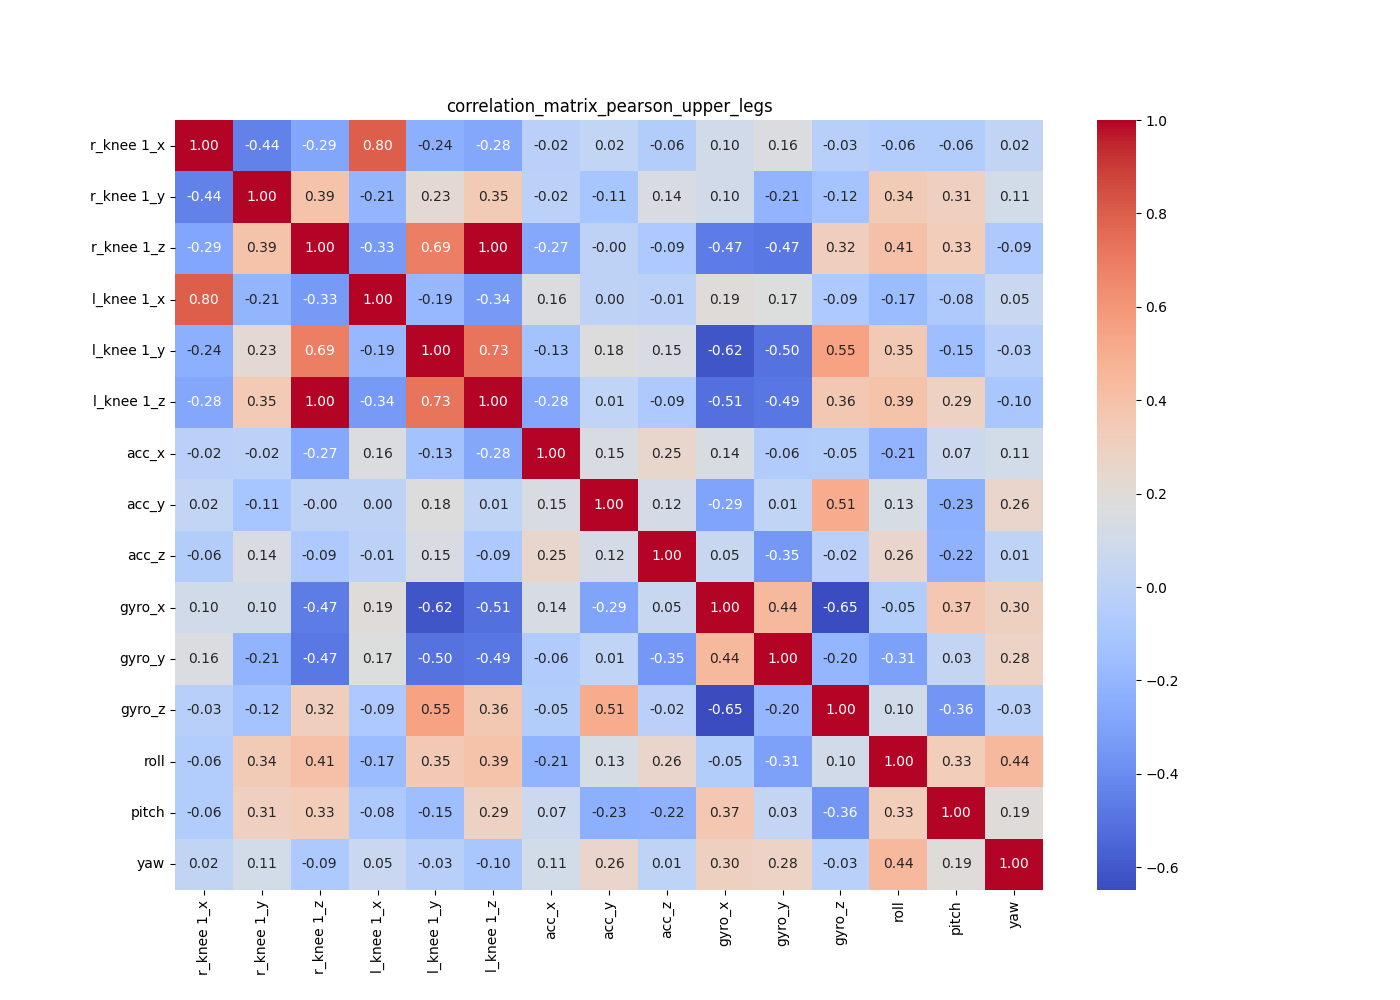 correlation_matrix_pearson_upper_legs
r_knee 1_x 1.00 -0.44 -0.29 0.80 -0.24 -0.28 -0.02 0.02 -0.06 0.10 0.16 -0.03 -0.06 -0.06 0.02
r_knee 1_y -0.44 1.00 0.39 -0.21 0.23 0.35 -0.02 -0.11 0.14 0.10 -0.21 -0.12 0.34 0.31 0.11
r_knee 1_z -0.29 0.39 1.00 -0.33 0.69 1.00 -0.27 -0.00 -0.09 -0.47 -0.47 0.32 0.41 0.33 -0.09
l_knee 1_x 0.80 -0.21 -0.33 1.00 -0.19 -0.34 0.16 0.00 -0.01 0.19 0.17 -0.09 -0.17 -0.08 0.05
l_knee 1_y -0.24 0.23 0.69 -0.19 1.00 0.73 -0.13 0.18 0.15 -0.62 -0.50 0.55 0.35 -0.15 -0.03
l_knee 1_z -0.28 0.35 1.00 -0.34 0.73 1.00 -0.28 0.01 -0.09 -0.51 -0.49 0.36 0.39 0.29 -0.10
acc_x -0.02 -0.02 -0.27 0.16 -0.13 -0.28 1.00 0.15 0.25 0.14 -0.06 -0.05 -0.21 0.07 0.11
acc_y 0.02 -0.11 -0.00 0.00 0.18 0.01 0.15 1.00 0.12 -0.29 0.01 0.51 0.13 -0.23 0.26
acc_z -0.06 0.14 -0.09 -0.01 0.15 -0.09 0.25 0.12 1.00 0.05 -0.35 -0.02 0.26 -0.22 0.01
gyro_x 0.10 0.10 -0.47 0.19 -0.62 -0.51 0.14 -0.29 0.05 1.00 0.44 -0.65 -0.05 0.37 0.30
gyro_y 0.16 -0.21 -0.47 0.17 -0.50 -0.49 -0.06 0.01 -0.35 0.44 1.00 -0.20 -0.31 0.03 0.28
gyro_z -0.03 -0.12 0.32 -0.09 0.55 0.36 -0.05 0.51 -0.02 -0.65 -0.20 1.00 0.10 -0.36 -0.03
roll -0.06 0.34 0.41 -0.17 0.35 0.39 -0.21 0.13 0.26 -0.05 -0.31 0.10 1.00 0.33 0.44
pitch -0.06 0.31 0.33 -0.08 -0.15 0.29 0.07 -0.23 -0.22 0.37 0.03 -0.36 0.33 1.00 0.19
yaw 0.02 0.11 -0.09 0.05 -0.03 -0.10 0.11 0.26 0.01 0.30 0.28 -0.03 0.44 0.19 1.00
r_knee 1_x r_knee 1_y r_knee 1_z l_knee 1_x l_knee 1_y l_knee 1_z acc_x acc_y acc_z gyro_x gyro_y gyro_z roll pitch yaw
1.0
0.8
0.6
0.4
0.2
0.0
−0.2
−0.4
−0.6